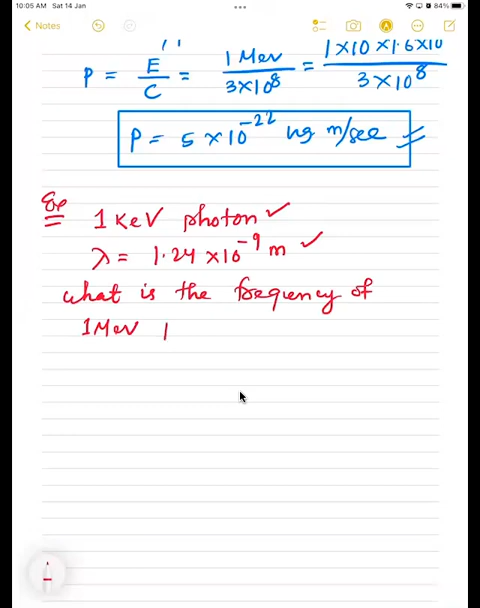 10:05 AM Sat 14 Jan 84%
Notes
P = E/C = 1 Mev / 3×10^8 = 1×10 ×1.6×10 / 3×10^8
P = 5 × 10^-22 kg m/sec
Exp
1 KeV photon ✓
λ = 1.24 ×10^-9 m ✓
what is the frequency of
1 MeV